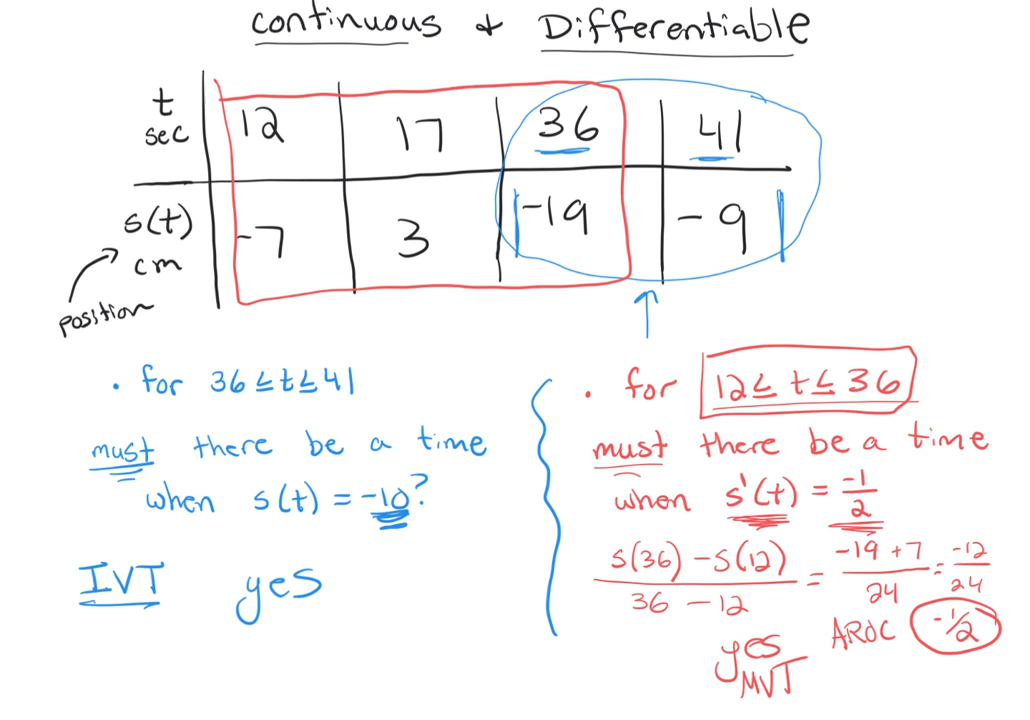 continuous & Differentiable
t sec 12 17 36 41
s(t) cm -7 3 -19 -9
position
• for 36 ≤ t ≤ 41
must there be a time
when s(t) = -10?
IVT yes
• for 12 ≤ t ≤ 36
must there be a time
when s'(t) = -1/2
s(36) - s(12) / 36 - 12 = -19 + 7 / 24 = -12 / 24
yes AROC -1/2
MVT